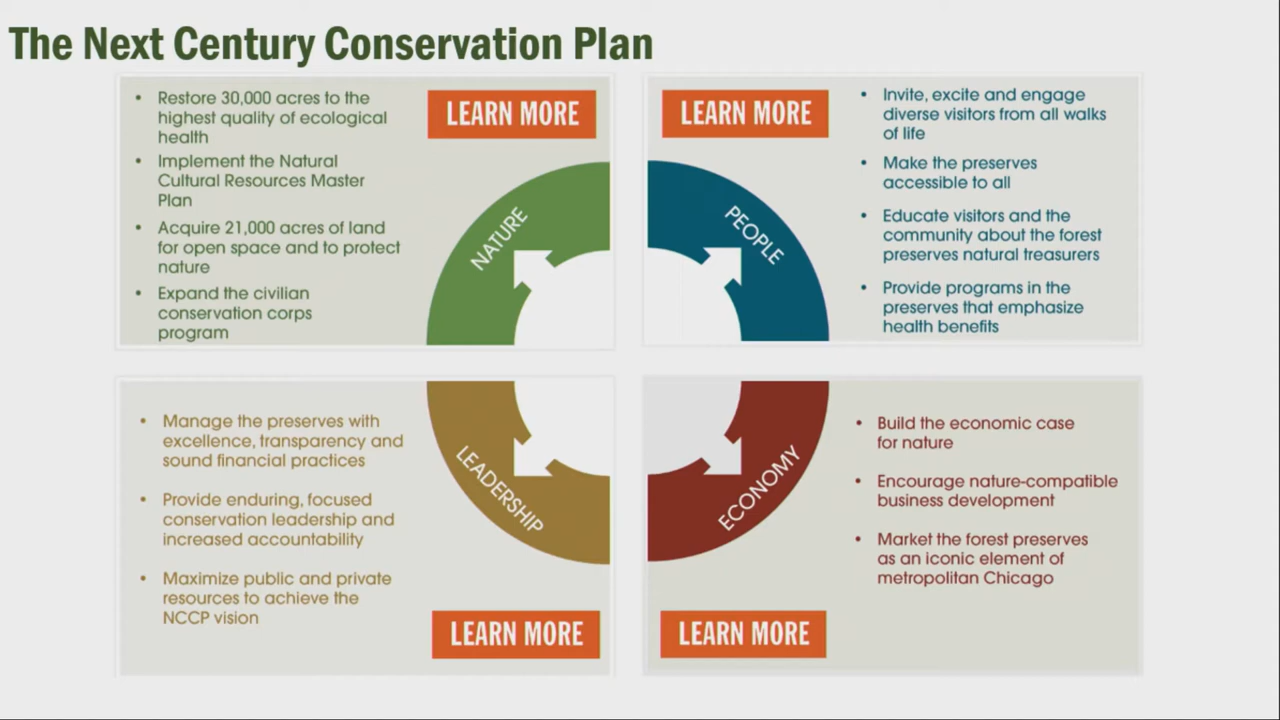 The Next Century Conservation Plan
• Restore 30,000 acres to the
highest quality of ecological
health
• Implement the Natural
Cultural Resources Master
Plan
• Acquire 21,000 acres of land
for open space and to protect
nature
• Expand the civilian
conservation corps
program
LEARN MORE
NATURE
LEARN MORE
PEOPLE
• Invite, excite and engage
diverse visitors from all walks
of life
• Make the preserves
accessible to all
• Educate visitors and the
community about the forest
preserves natural treasurers
• Provide programs in the
preserves that emphasize
health benefits
• Manage the preserves with
excellence, transparency and
sound financial practices
• Provide enduring, focused
conservation leadership and
increased accountability
• Maximize public and private
resources to achieve the
NCCP vision
LEADERSHIP
LEARN MORE
ECONOMY
LEARN MORE
• Build the economic case
for nature
• Encourage nature-compatible
business development
• Market the forest preserves
as an iconic element of
metropolitan Chicago